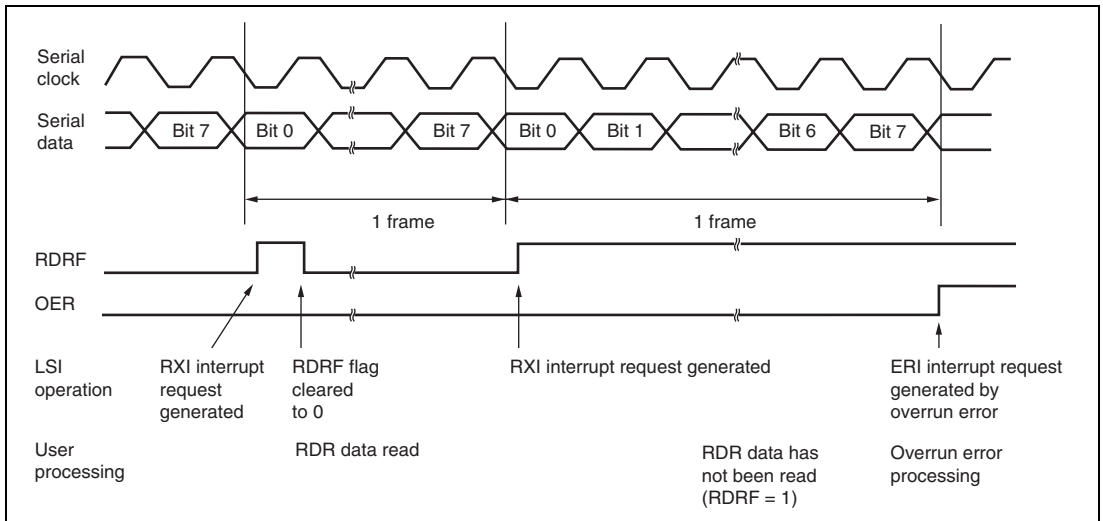 Serial
clock
Serial
data
Bit 7
Bit 0
Bit 7
Bit 0
Bit 1
Bit 6
Bit 7
1 frame
1 frame
RDRF
OER
LSI
operation
RXI interrupt
request
generated
RDRF flag
cleared
to 0
RXI interrupt request generated
ERI interrupt request
generated by
overrun error
User
processing
RDR data read
RDR data has
not been read
(RDRF = 1)
Overrun error
processing